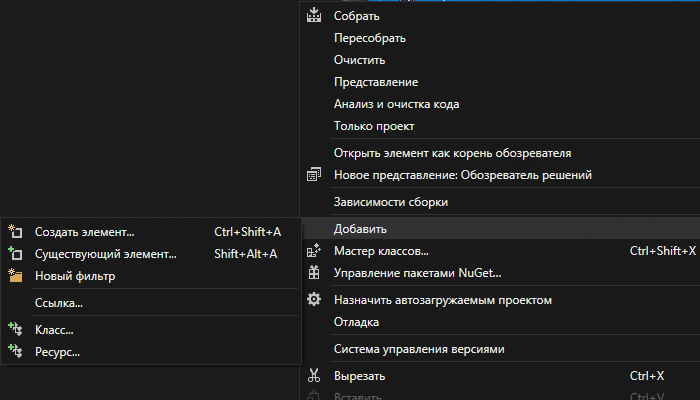 Собрать
Пересобрать
Очистить
Представление
Анализ и очистка кода
Только проект
Открыть элемент как корень обозревателя
Новое представление: Обозреватель решений
Зависимости сборки
Добавить
Мастер классов... Ctrl+Shift+X
Управление пакетами NuGet...
Назначить автозагружаемым проектом
Отладка
Система управления версиями
Вырезать Ctrl+X
Вставить Ctrl+V
Создать элемент... Ctrl+Shift+A
Существующий элемент... Shift+Alt+A
Новый фильтр
Ссылка...
Класс...
Ресурс...